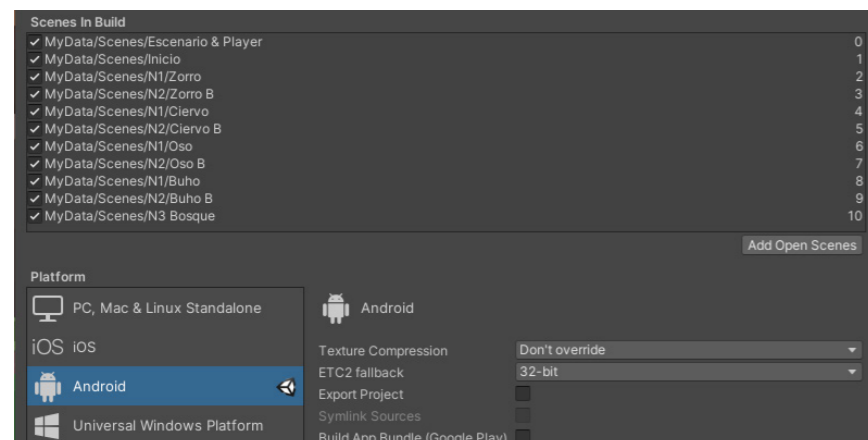 Scenes In Build
MyData/Scenes/Escenario & Player 0
MyData/Scenes/Inicio 1
MyData/Scenes/N1/Zorro 2
MyData/Scenes/N2/Zorro B 3
MyData/Scenes/N1/Ciervo 4
MyData/Scenes/N2/Ciervo B 5
MyData/Scenes/N1/Oso 6
MyData/Scenes/N2/Oso B 7
MyData/Scenes/N1/Buho 8
MyData/Scenes/N2/Buho B 9
MyData/Scenes/N3 Bosque 10
Add Open Scenes
Platform
PC, Mac & Linux Standalone
iOS iOS
Android
Universal Windows Platform
Android
Texture Compression Don't override
ETC2 fallback 32-bit
Export Project
Symlink Sources
Build App Bundle (Google Play)